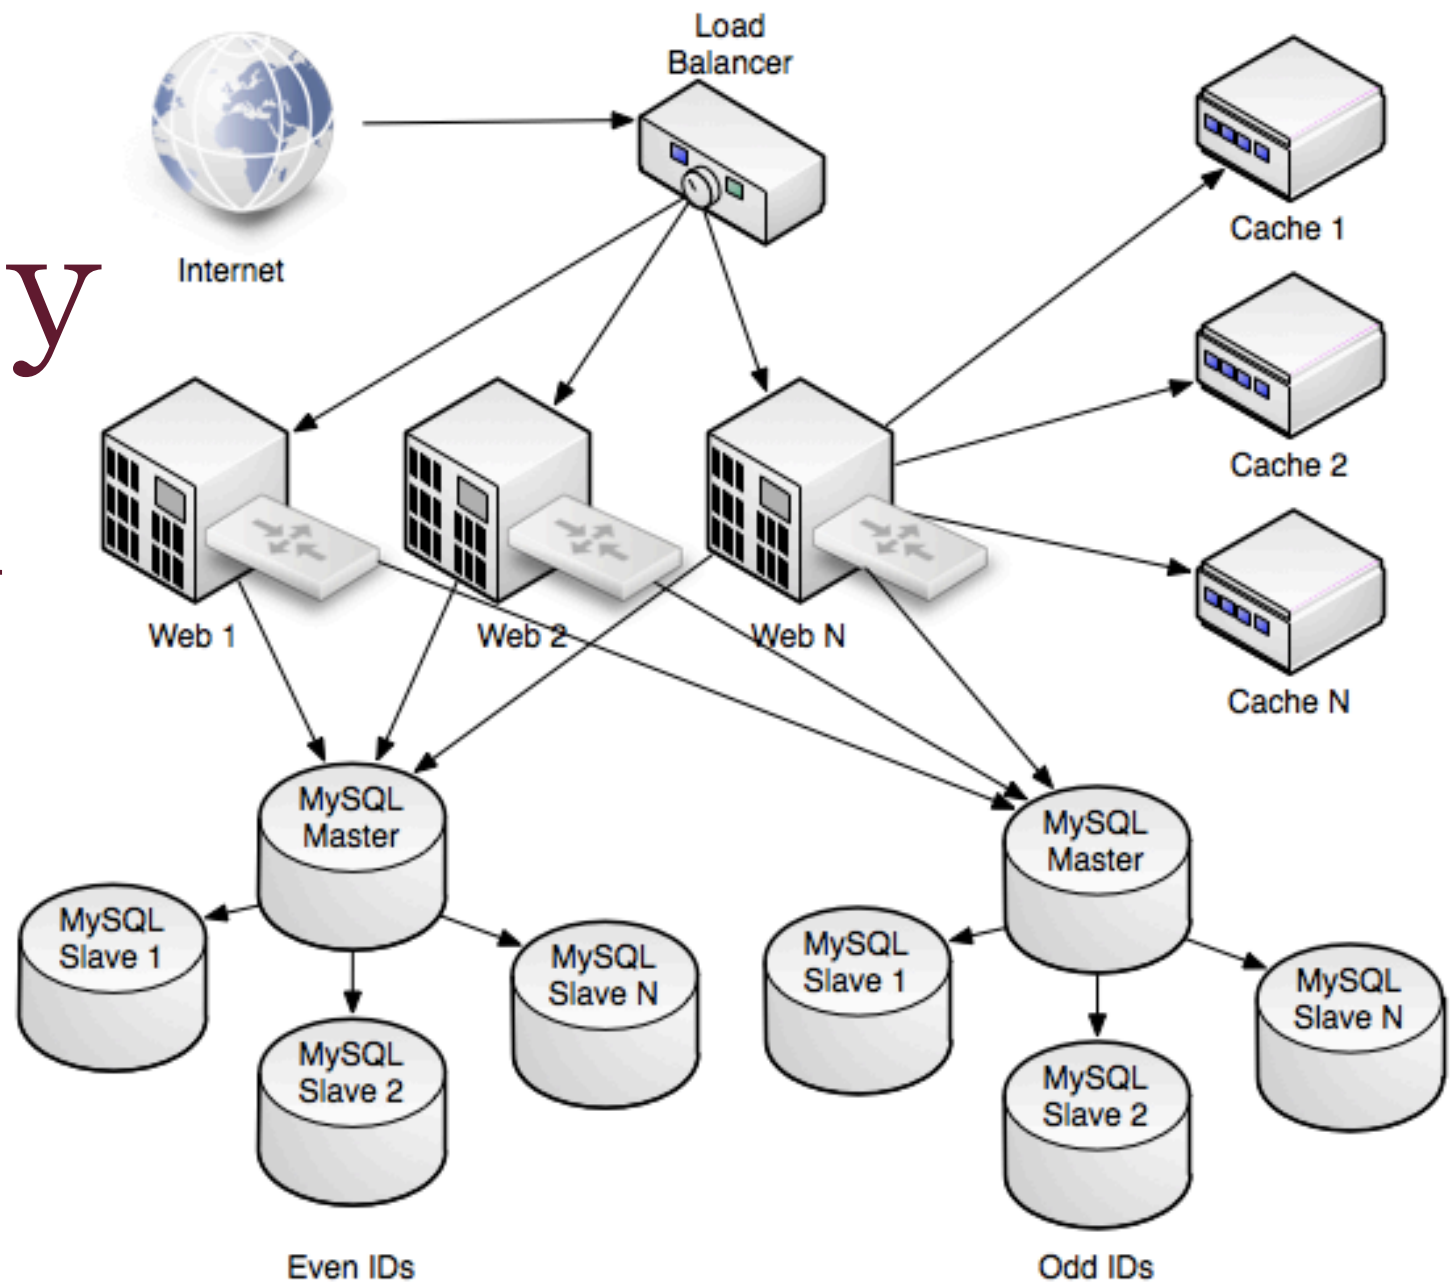 Load
Balancer
Internet
y
Cache 1
Cache 2
Cache N
Web 1
Web 2
Web N
MySQL
Master
MySQL
Master
MySQL
Slave 1
MySQL
Slave N
MySQL
Slave 2
MySQL
Slave 1
MySQL
Slave N
MySQL
Slave 2
Even IDs
Odd IDs